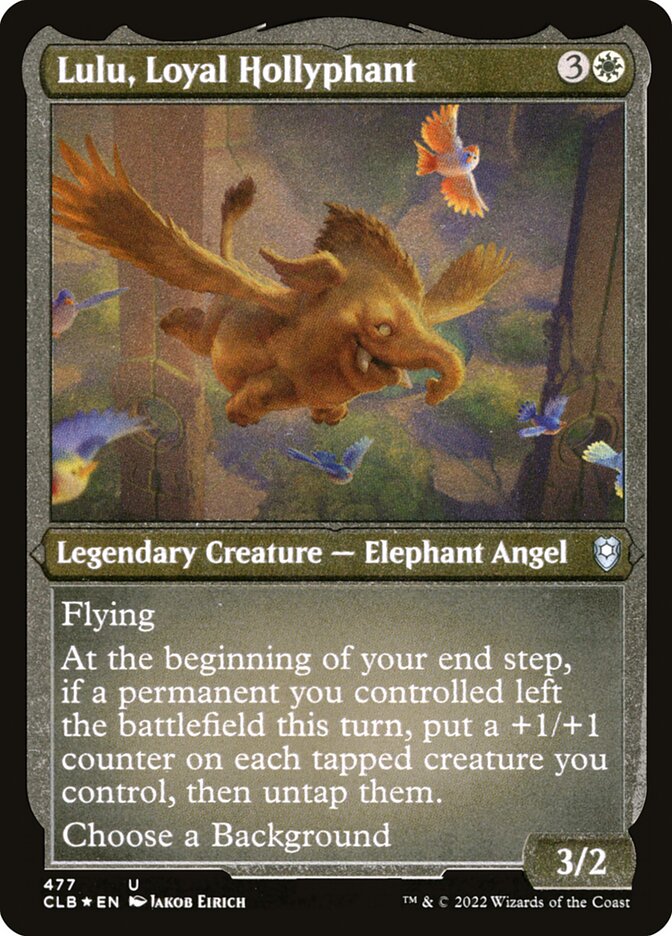 Lulu, Loyal Hollyphant 3
Legendary Creature — Elephant Angel
Flying
At the beginning of your end step,
if a permanent you controlled left
the battlefield this turn, put a +1/+1
counter on each tapped creature you
control, then untap them.
Choose a Background
3/2
477 U
CLB★EN Jakob Eirich ™ & © 2022 Wizards of the Coast